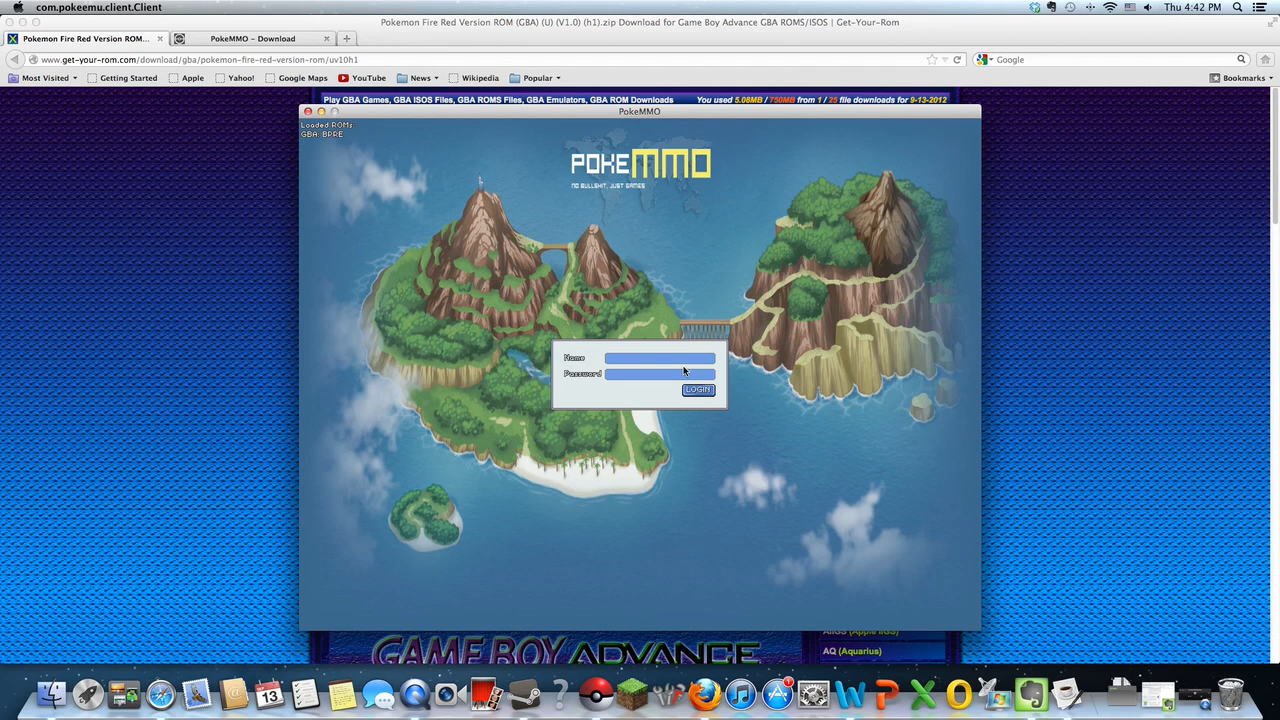 com.pokeemu.client.Client
Thu 4:42 PM
Pokemon Fire Red Version ROM (GBA) (U) (V1.0) (h1).zip Download for Game Boy Advance GBA ROMS/ISOS | Get-Your-Rom
Pokemon Fire Red Version ROM...
PokeMMO - Download
www.get-your-rom.com/download/gba/pokemon-fire-red-version-rom/uv10h1
Google
Most Visited
Getting Started
Apple
Yahoo!
Google Maps
YouTube
News
Wikipedia
Popular
Bookmarks
Play GBA Games, GBA ISOS Files, GBA ROMS Files, GBA Emulators, GBA ROM Downloads
You used 5.08MB / 750MB from 1 / 25 file downloads for 9-13-2012
PokeMMO
Loaded ROMs:
GBA: BPRE
POKEMMO
NO BULLSHIT, JUST GAMES
Name
Password
LOGIN
GAME BOY ADVANCE
AIIGS (Apple IIGS)
AQ (Aquarius)
SEP
13